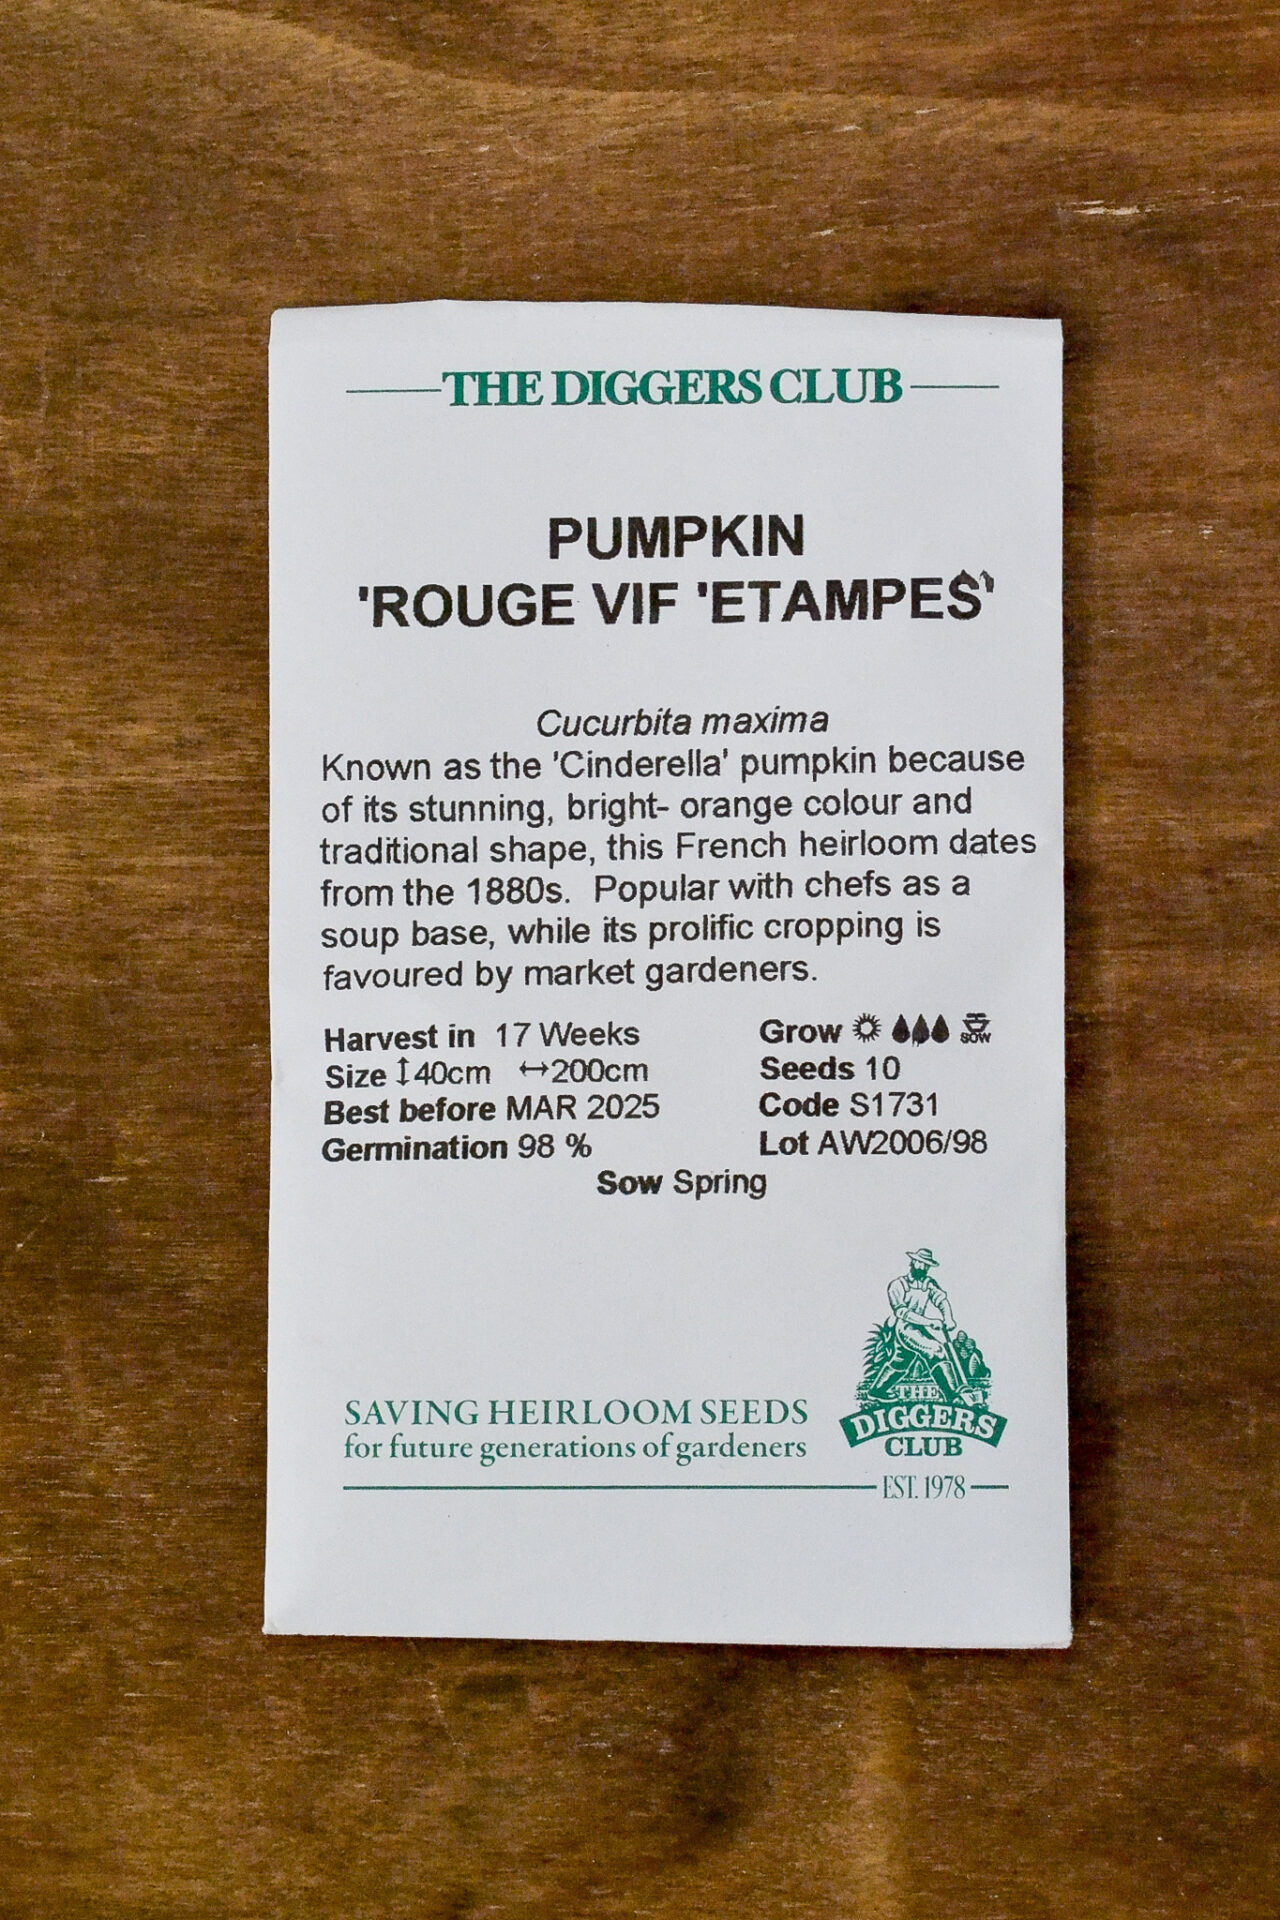 THE DIGGERS CLUB
PUMPKIN
'ROUGE VIF 'ETAMPES'
Cucurbita maxima
Known as the 'Cinderella' pumpkin because
of its stunning, bright- orange colour and
traditional shape, this French heirloom dates
from the 1880s. Popular with chefs as a
soup base, while its prolific cropping is
favoured by market gardeners.
Harvest in 17 Weeks
Size ↕40cm ↔200cm
Best before MAR 2025
Germination 98 %
Grow SOW
Seeds 10
Code S1731
Lot AW2006/98
Sow Spring
SAVING HEIRLOOM SEEDS
for future generations of gardeners
THE
DIGGERS
CLUB
EST. 1978